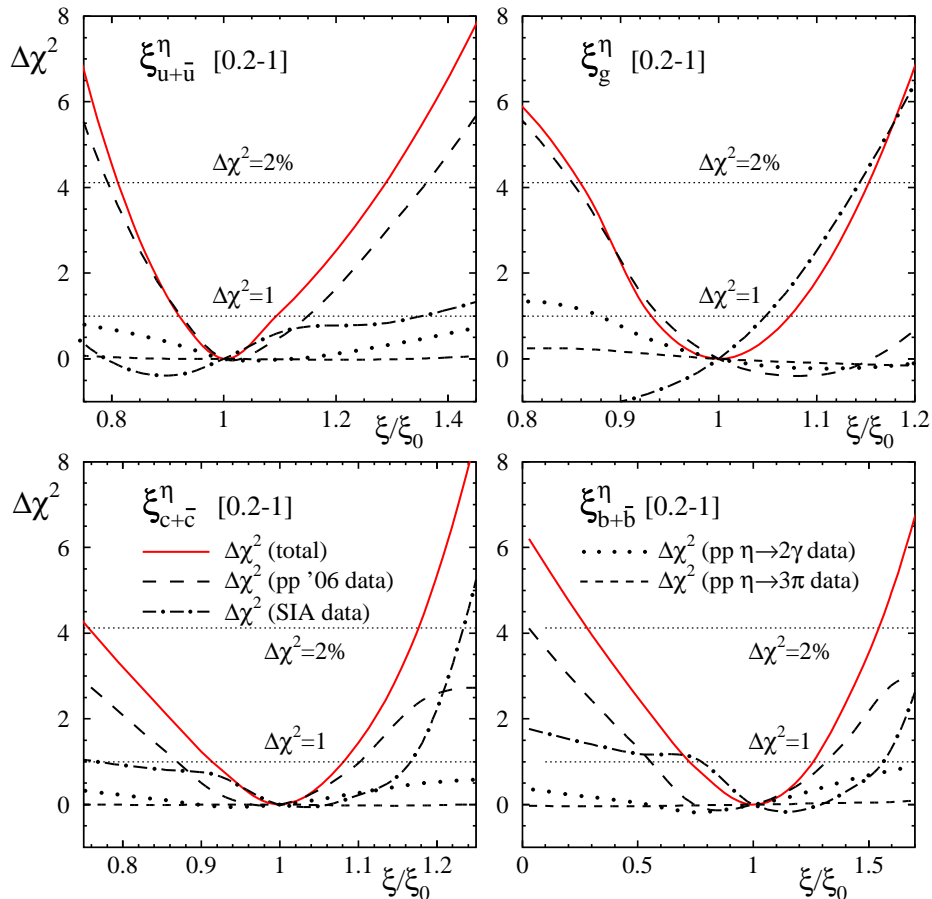 Δχ²
ξ^η_{u+ū} [0.2-1]
Δχ²=2%
Δχ²=1
8
6
4
2
0
0.8 1 1.2 1.4
ξ/ξ₀
ξ^η_g [0.2-1]
Δχ²=2%
Δχ²=1
8
6
4
2
0
0.8 0.9 1 1.1 1.2
ξ/ξ₀
Δχ²
ξ^η_{c+c̄} [0.2-1]
Δχ² (total)
Δχ² (pp ’06 data)
Δχ² (SIA data)
Δχ²=2%
Δχ²=1
8
6
4
2
0
0.8 0.9 1 1.1 1.2
ξ/ξ₀
ξ^η_{b+b̄} [0.2-1]
Δχ² (pp η→2γ data)
Δχ² (pp η→3π data)
Δχ²=2%
Δχ²=1
8
6
4
2
0
0 0.5 1 1.5
ξ/ξ₀